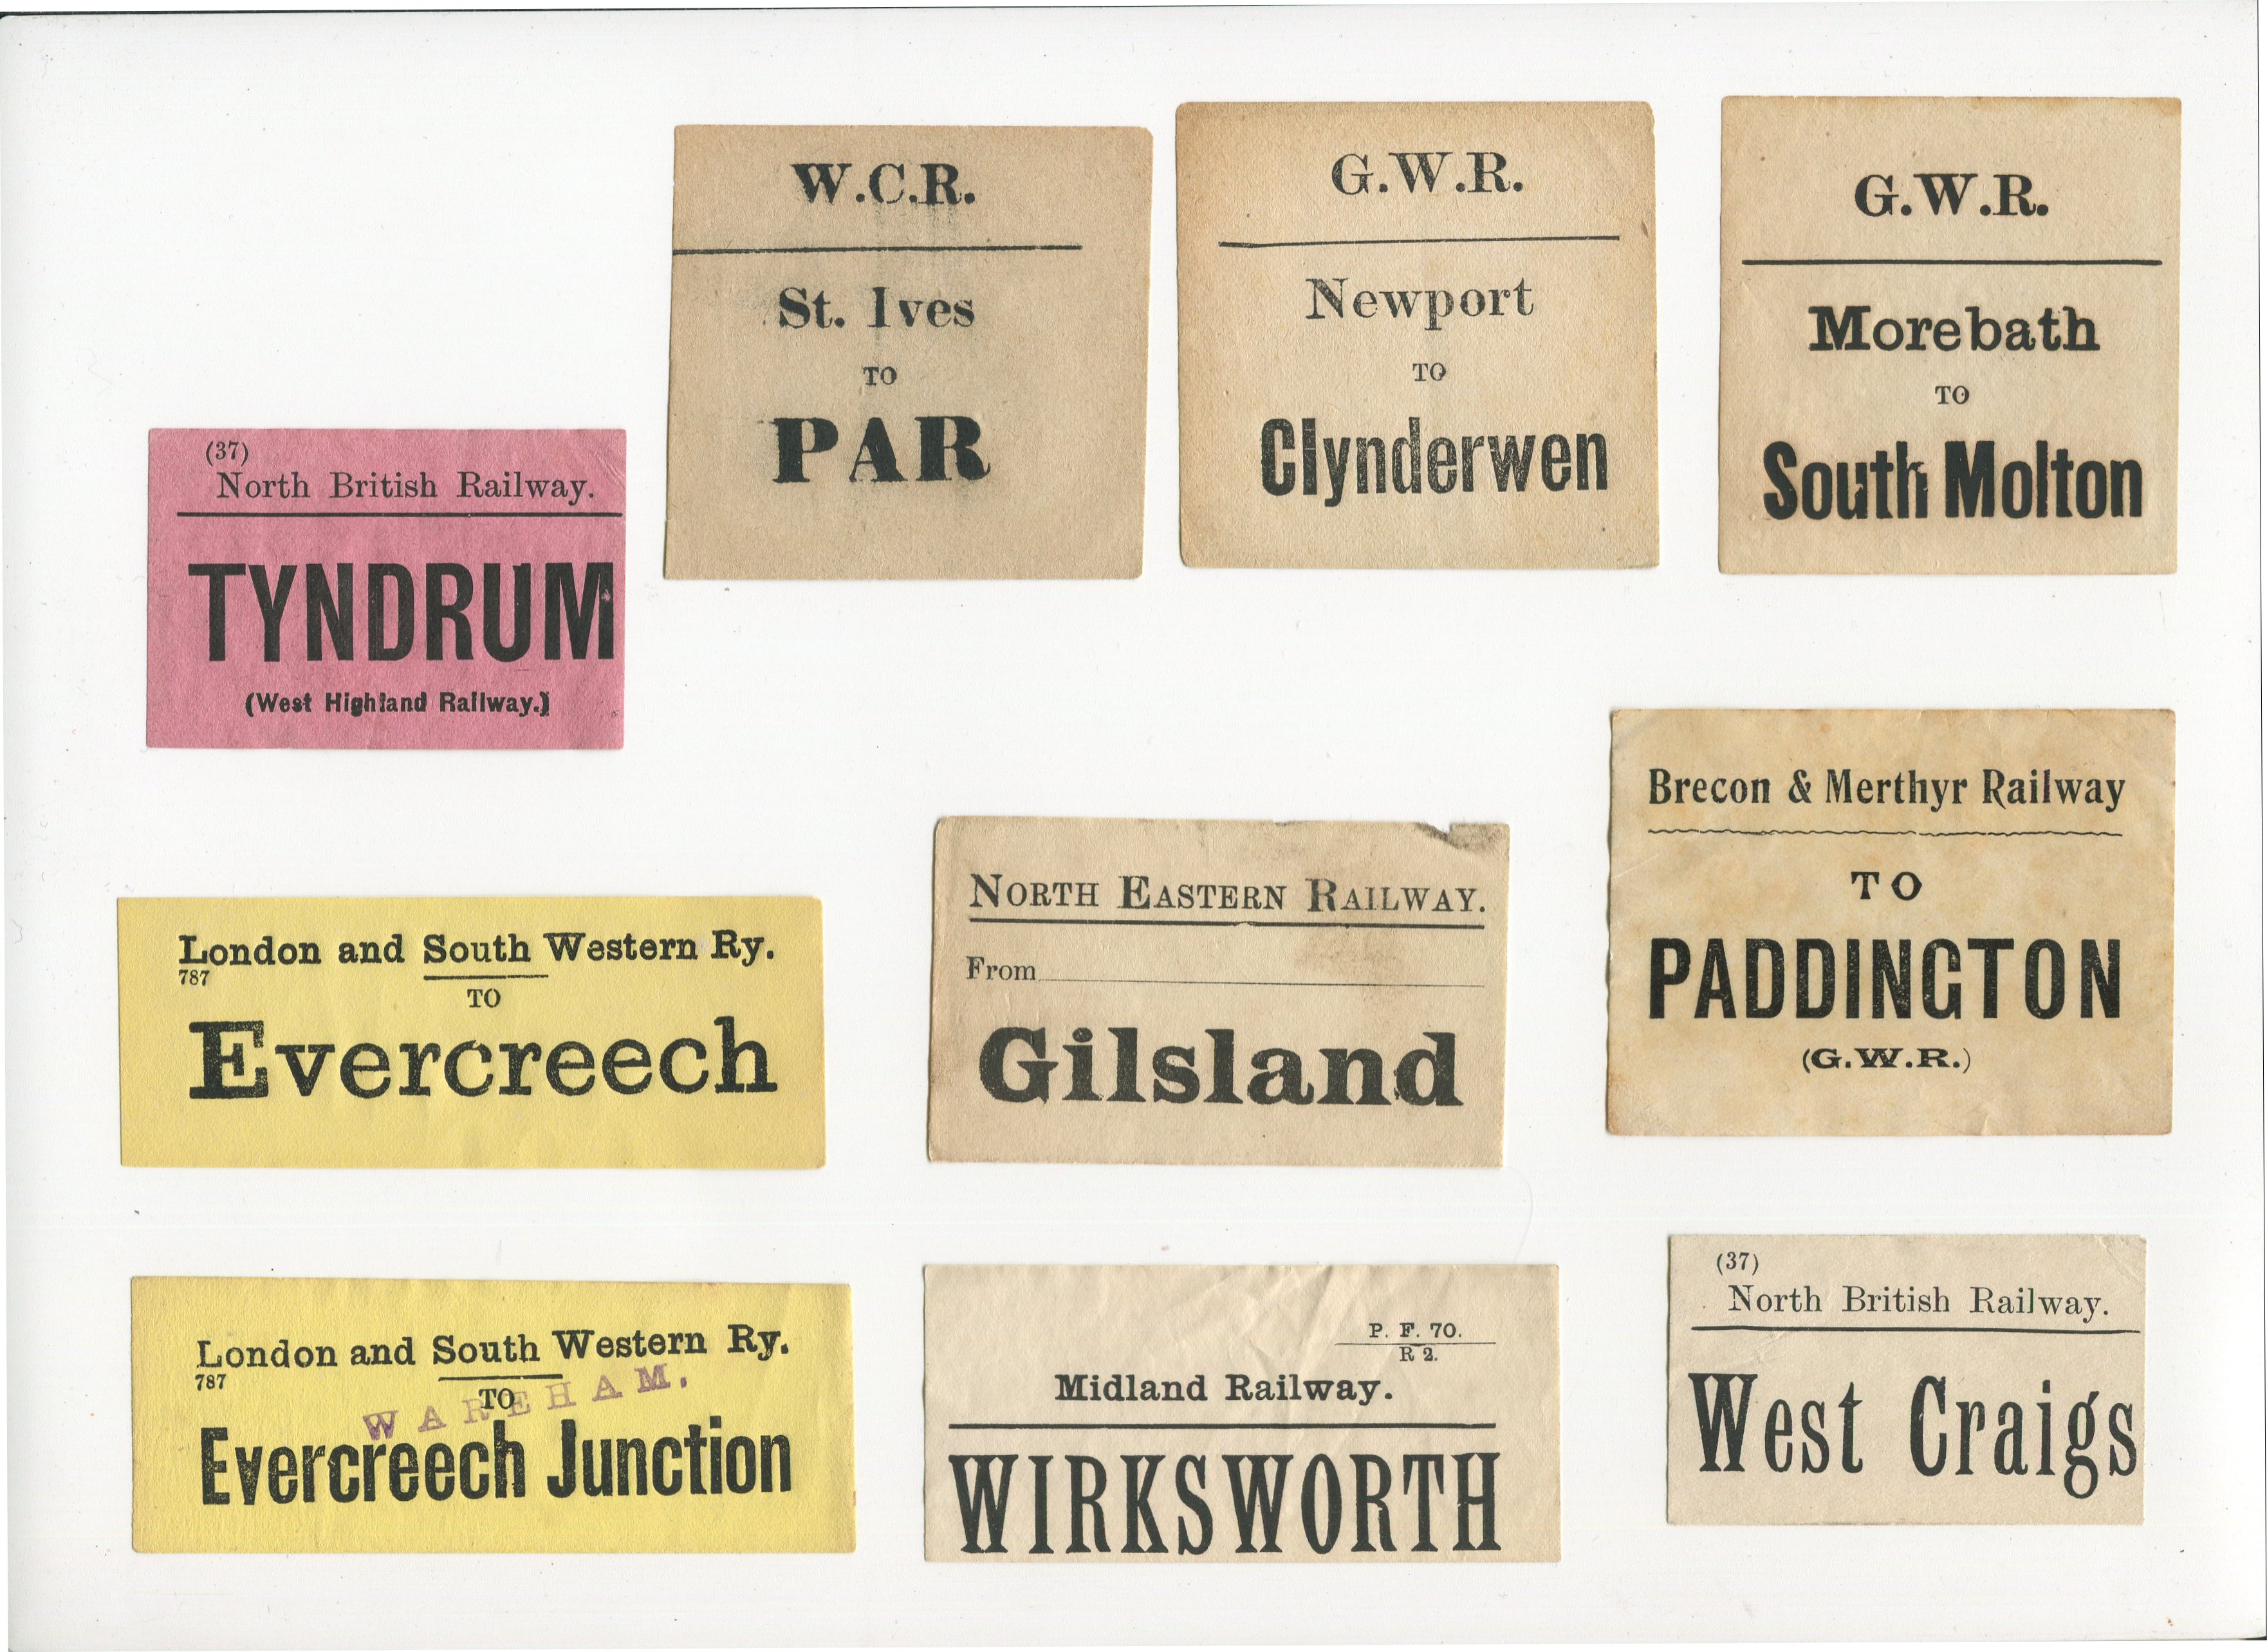 W.C.R.
St. Ives
TO
PAR
G.W.R.
Newport
TO
Clynderwen
G.W.R.
Morebath
TO
South Molton
(37)
North British Railway.
TYNDRUM
(West Highland Railway.)
Brecon & Merthyr Railway
TO
PADDINGTON
(G.W.R.)
London and South Western Ry.
787
TO
Evercreech
NORTH EASTERN RAILWAY.
From
Gilsland
London and South Western Ry.
787
TO
WAREHAM.
Evercreech Junction
P. F. 70.
R 2.
Midland Railway.
WIRKSWORTH
(37)
North British Railway.
West Craigs